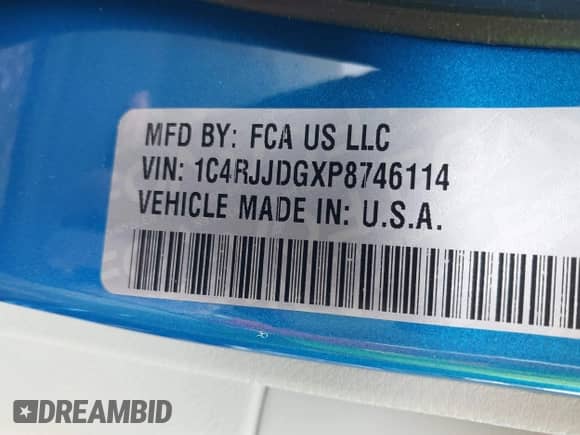 MFD BY: FCA US LLC
VIN: 1C4RJJDGXP8746114
VEHICLE MADE IN: U.S.A.
DREAMBID